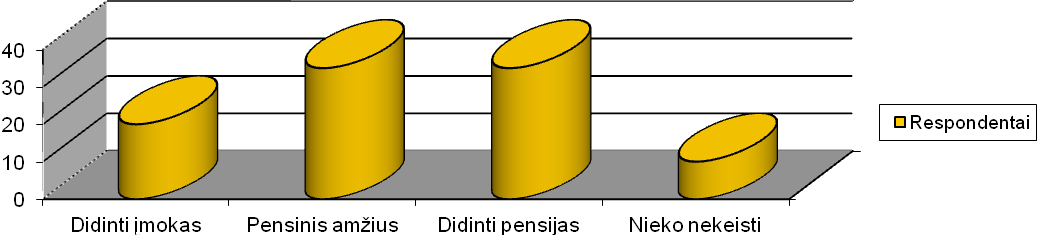 40
30
20
10
0
Didinti įmokas
Pensinis amžius
Didinti pensijas
Nieko nekeisti
Respondentai